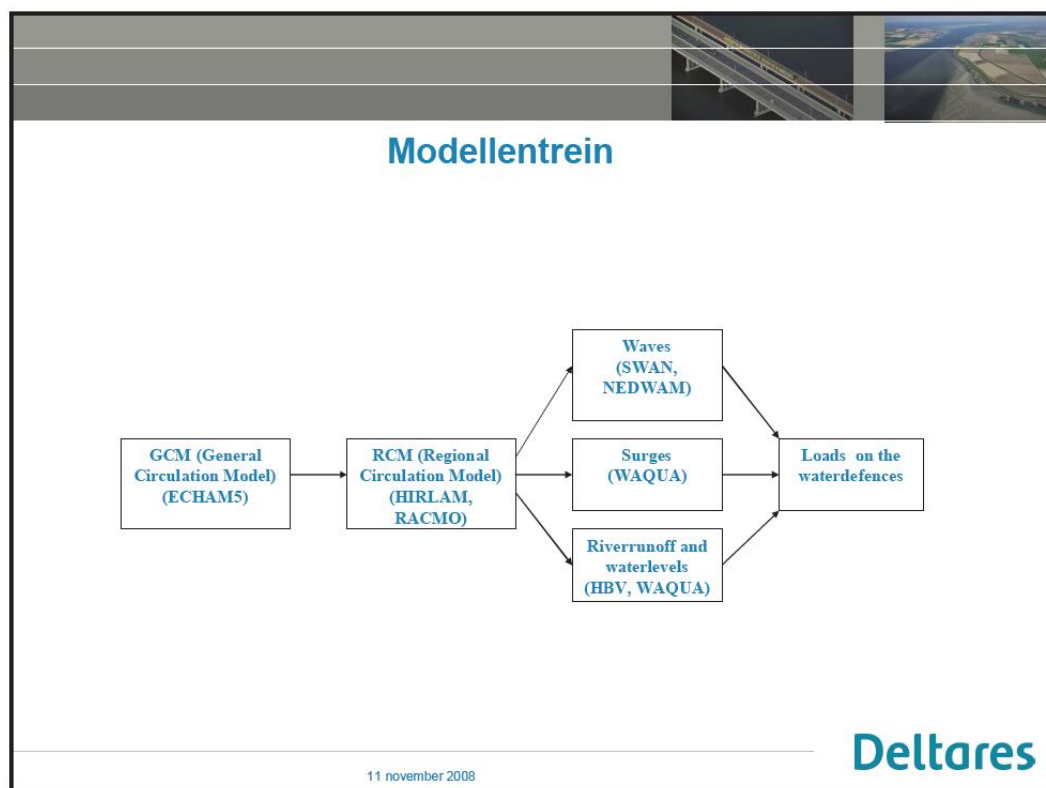 Modellentrein
Waves
(SWAN,
NEDWAM)
GCM (General
Circulation Model)
(ECHAM5)
RCM (Regional
Circulation Model)
(HIRLAM,
RACMO)
Surges
(WAQUA)
Loads on the
waterdefences
Riverrunoff and
waterlevels
(HBV, WAQUA)
11 november 2008
Deltares